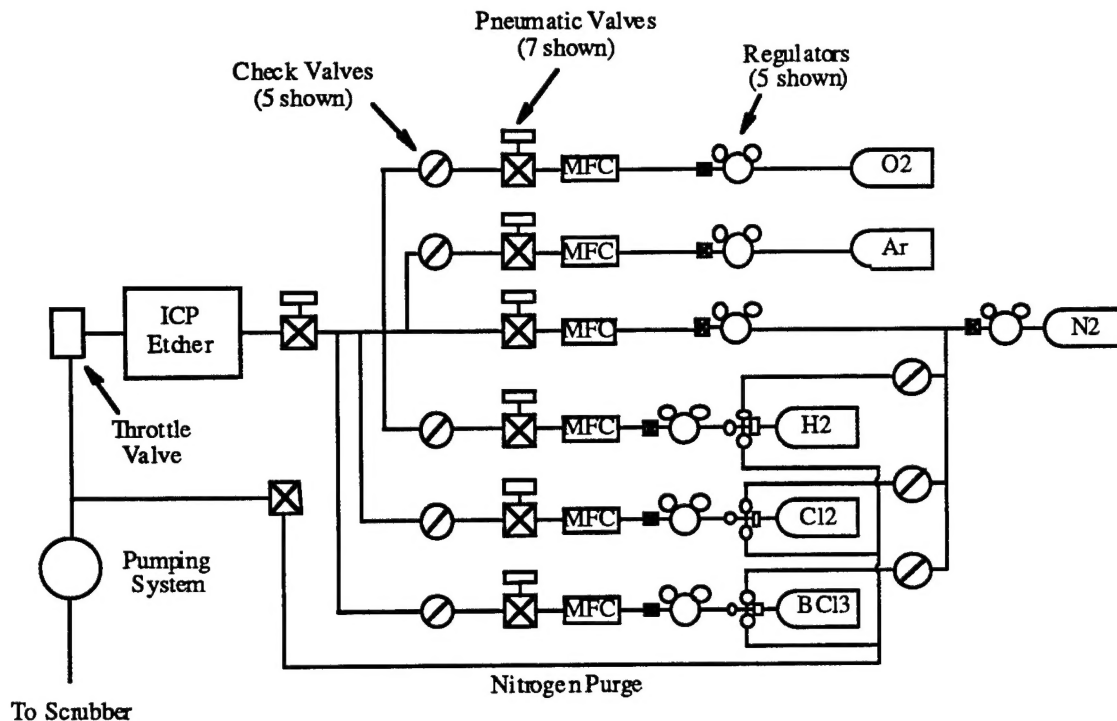 Pneumatic Valves
(7 shown)
Check Valves
(5 shown)
Regulators
(5 shown)
MFC
O2
MFC
Ar
ICP
Etcher
MFC
N2
Throttle
Valve
MFC
H2
MFC
Cl2
Pumping
System
MFC
BCl3
Nitrogen Purge
To Scrubber